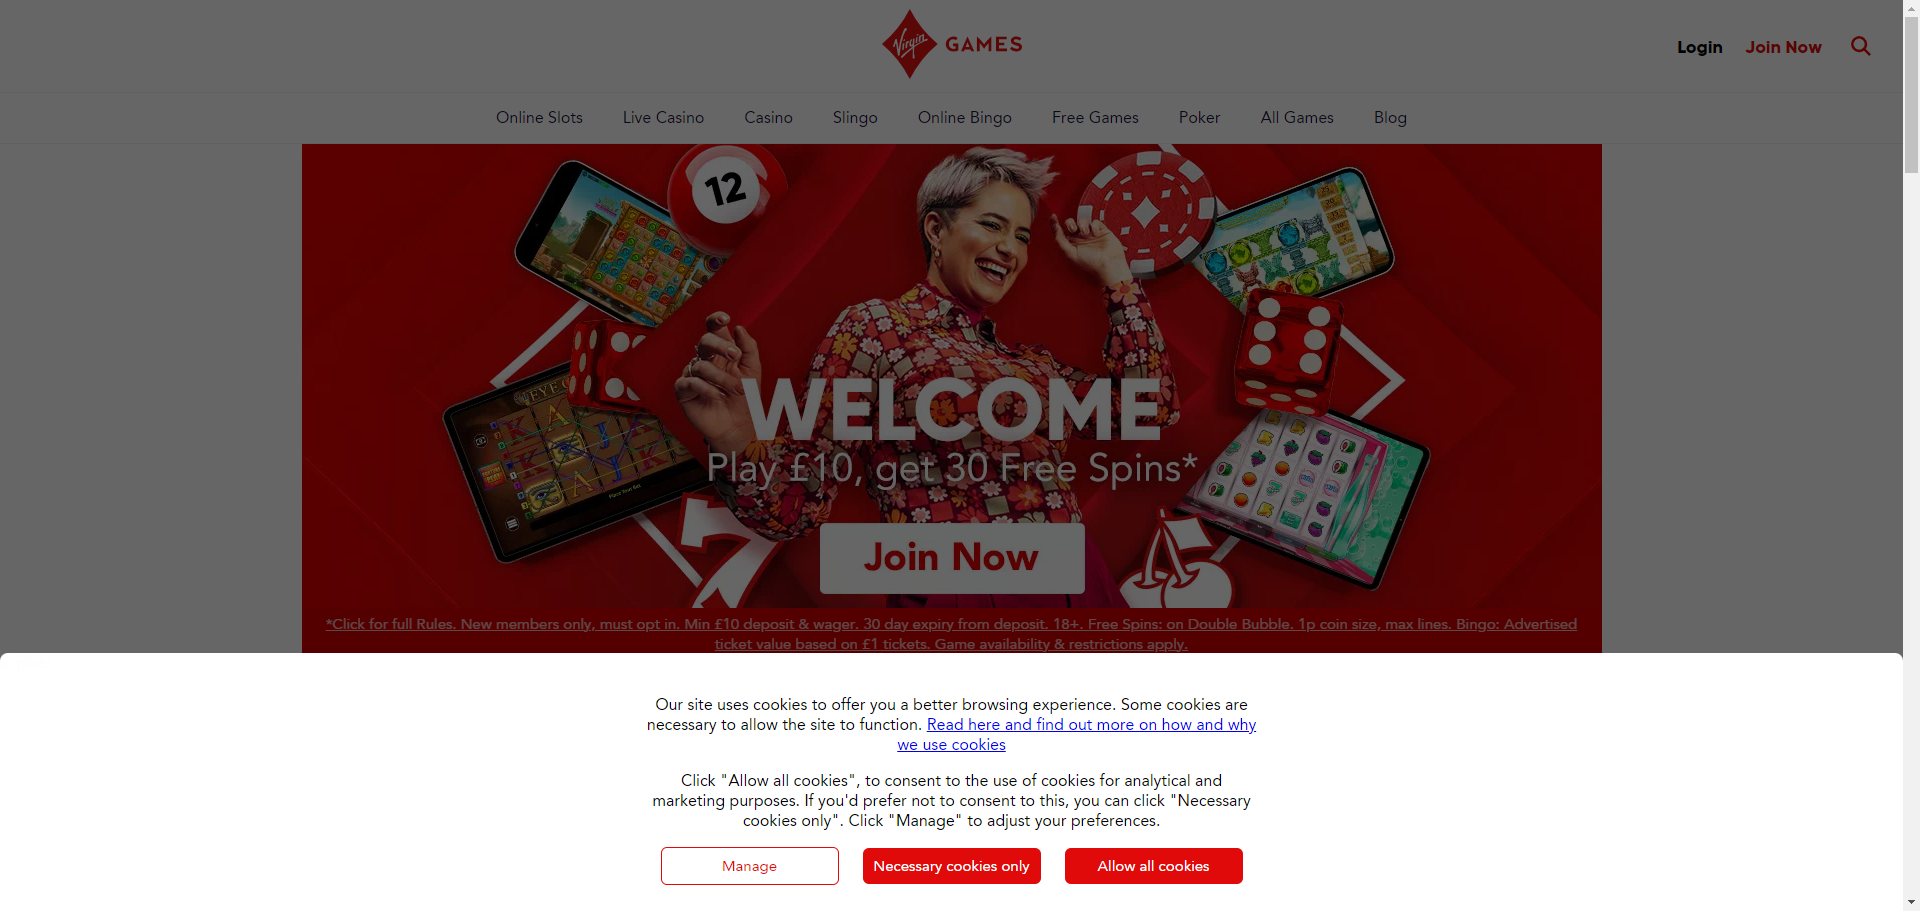 Virgin GAMES
Login
Join Now
Online Slots
Live Casino
Casino
Slingo
Online Bingo
Free Games
Poker
All Games
Blog
12
WELCOME
Play £10, get 30 Free Spins*
Join Now
*Click for full Rules. New members only, must opt in. Min £10 deposit & wager. 30 day expiry from deposit. 18+. Free Spins: on Double Bubble. 1p coin size, max lines. Bingo: Advertised
ticket value based on £1 tickets. Game availability & restrictions apply.
Our site uses cookies to offer you a better browsing experience. Some cookies are
necessary to allow the site to function. Read here and find out more on how and why
we use cookies
Click "Allow all cookies", to consent to the use of cookies for analytical and
marketing purposes. If you'd prefer not to consent to this, you can click "Necessary
cookies only". Click "Manage" to adjust your preferences.
Manage
Necessary cookies only
Allow all cookies